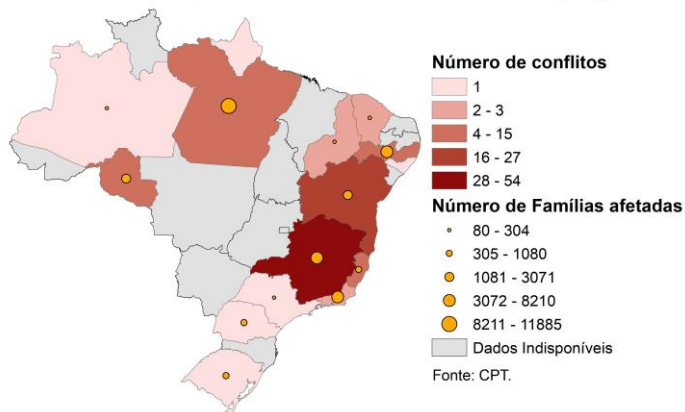 Número de conflitos
1
2 - 3
4 - 15
16 - 27
28 - 54
Número de Famílias afetadas
80 - 304
305 - 1080
1081 - 3071
3072 - 8210
8211 - 11885
Dados Indisponíveis
Fonte: CPT.